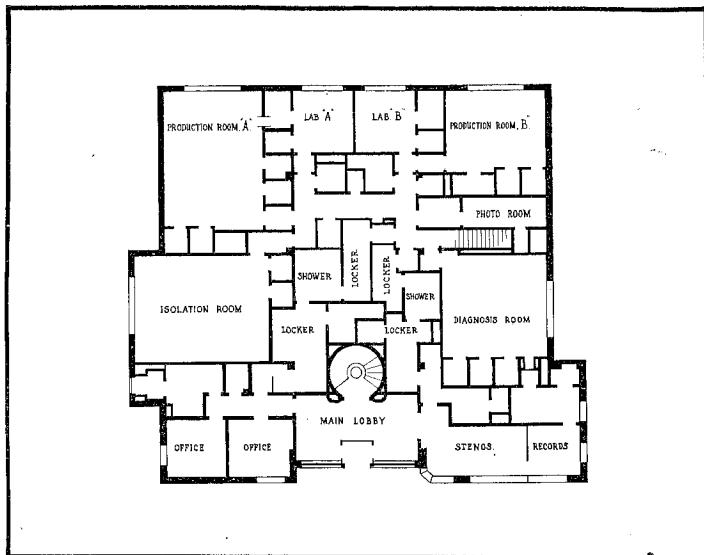 LAB "A"
LAB "B"
PRODUCTION ROOM, "A".
PRODUCTION ROOM, "B".
PHOTO ROOM
SHOWER
LOCKER
LOCKER
SHOWER
ISOLATION ROOM
DIAGNOSIS ROOM
LOCKER
LOCKER
MAIN LOBBY
OFFICE
OFFICE
STENOS.
RECORDS